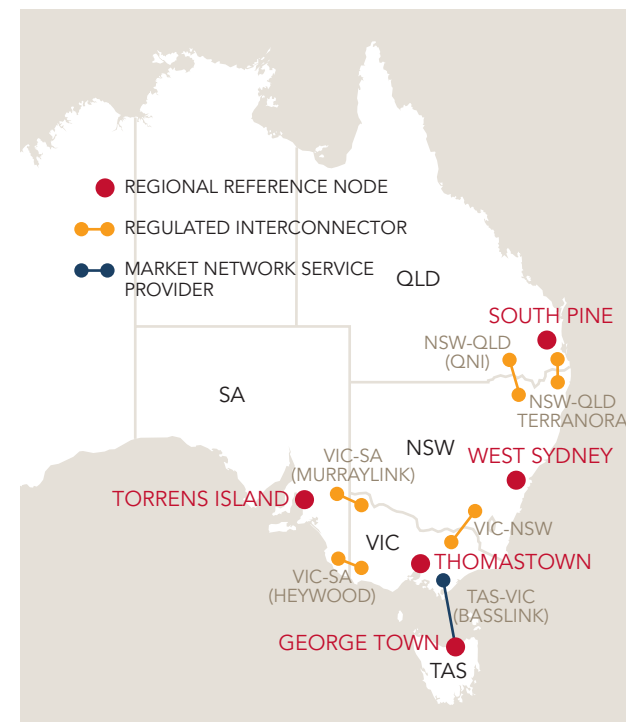 REGIONAL REFERENCE NODE
REGULATED INTERCONNECTOR
MARKET NETWORK SERVICE
PROVIDER
QLD
SOUTH PINE
NSW-QLD
(QNI)
SA
NSW-QLD
TERRANORA
NSW
VIC-SA
(MURRAYLINK)
WEST SYDNEY
TORRENS ISLAND
VIC-NSW
VIC
THOMASTOWN
VIC-SA
(HEYWOOD)
TAS-VIC
(BASSLINK)
GEORGE TOWN
TAS